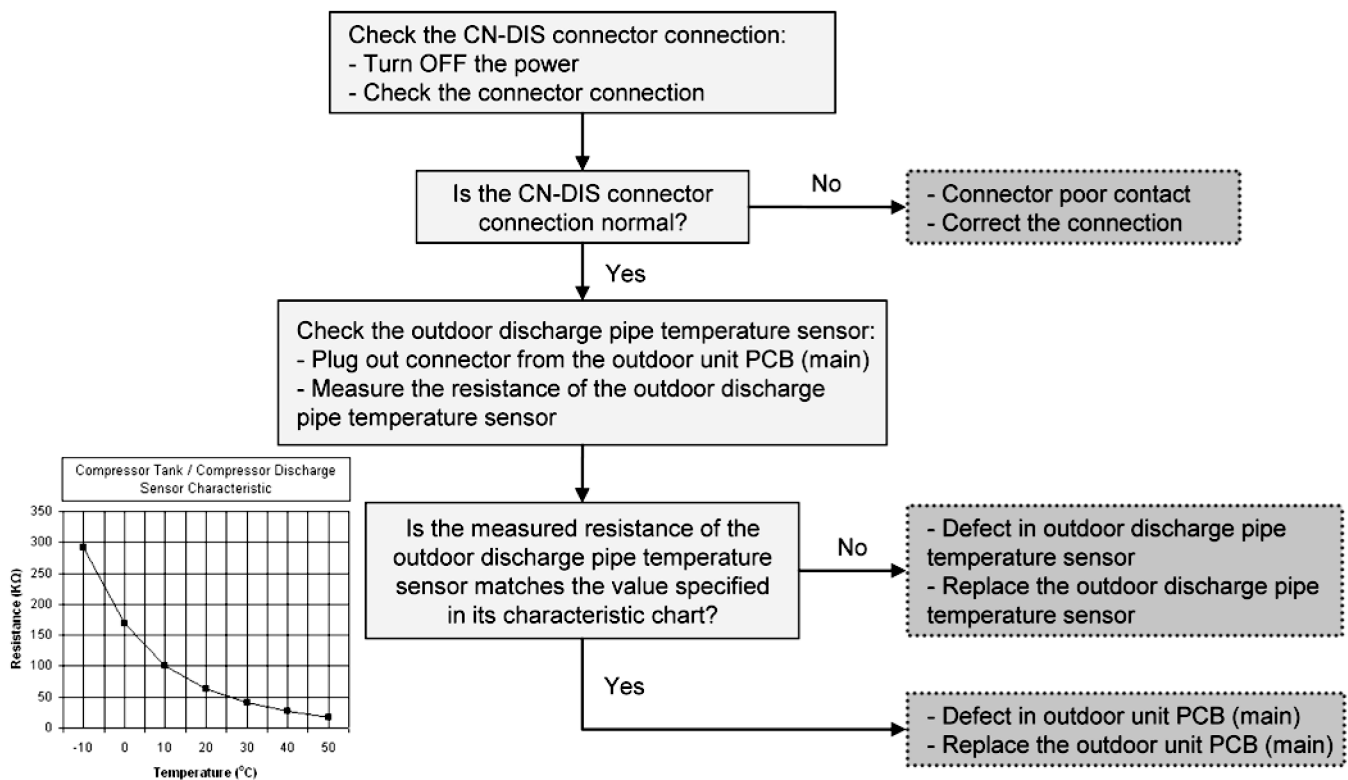 Check the CN-DIS connector connection:
- Turn OFF the power
- Check the connector connection
Is the CN-DIS connector
connection normal?
No
- Connector poor contact
- Correct the connection
Yes
Check the outdoor discharge pipe temperature sensor:
- Plug out connector from the outdoor unit PCB (main)
- Measure the resistance of the outdoor discharge
pipe temperature sensor
Compressor Tank / Compressor Discharge
Sensor Characteristic
Resistance (KΩ)
350
300
250
200
150
100
50
0
-10 0 10 20 30 40 50
Temperature (°C)
Is the measured resistance of the
outdoor discharge pipe temperature
sensor matches the value specified
in its characteristic chart?
No
- Defect in outdoor discharge pipe
temperature sensor
- Replace the outdoor discharge pipe
temperature sensor
Yes
- Defect in outdoor unit PCB (main)
- Replace the outdoor unit PCB (main)